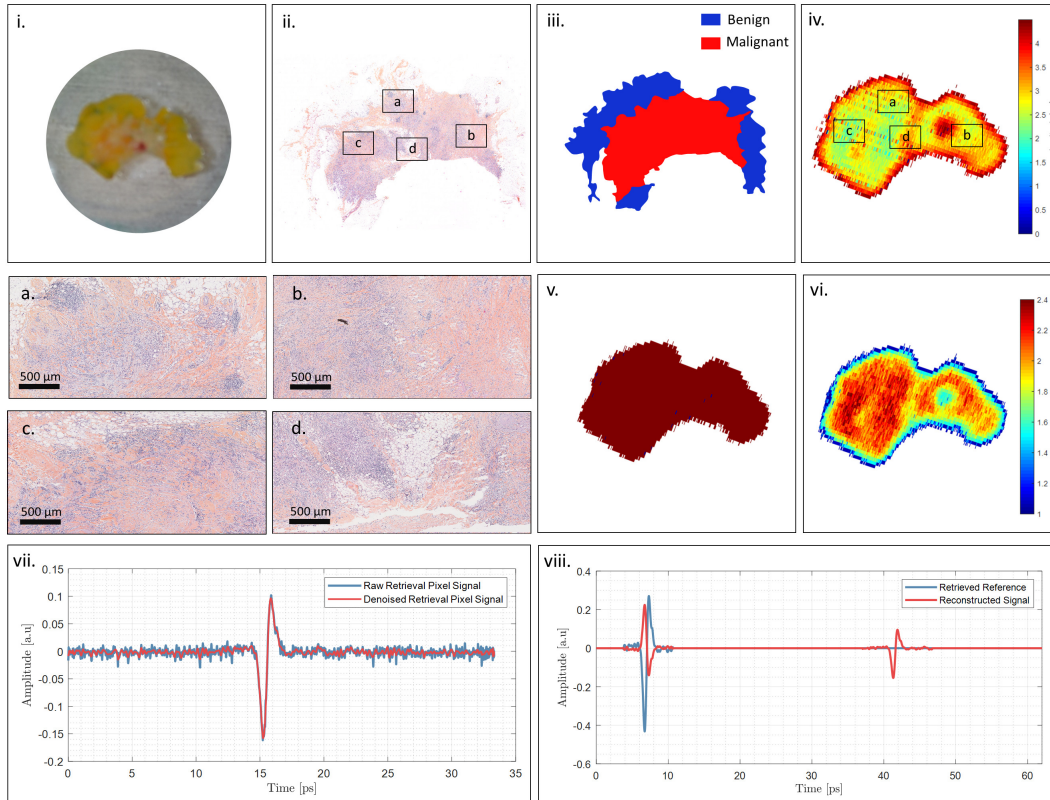 i.
ii.
a
b
c
d
iii.
Benign
Malignant
iv.
a
b
c
d
4
3.5
3
2.5
2
1.5
1
0.5
0
a.
500 µm
b.
500 µm
c.
500 µm
d.
500 µm
v.
vi.
2.4
2.2
2
1.8
1.6
1.4
1.2
1
vii.
Raw Retrieval Pixel Signal
Denoised Retrieval Pixel Signal
Amplitude [a.u]
0.15
0.1
0.05
0
-0.05
-0.1
-0.15
-0.2
0 5 10 15 20 25 30 35
Time [ps]
viii.
Retrieved Reference
Reconstructed Signal
Amplitude [a.u]
0.4
0.2
0
-0.2
-0.4
-0.6
0 10 20 30 40 50 60
Time [ps]